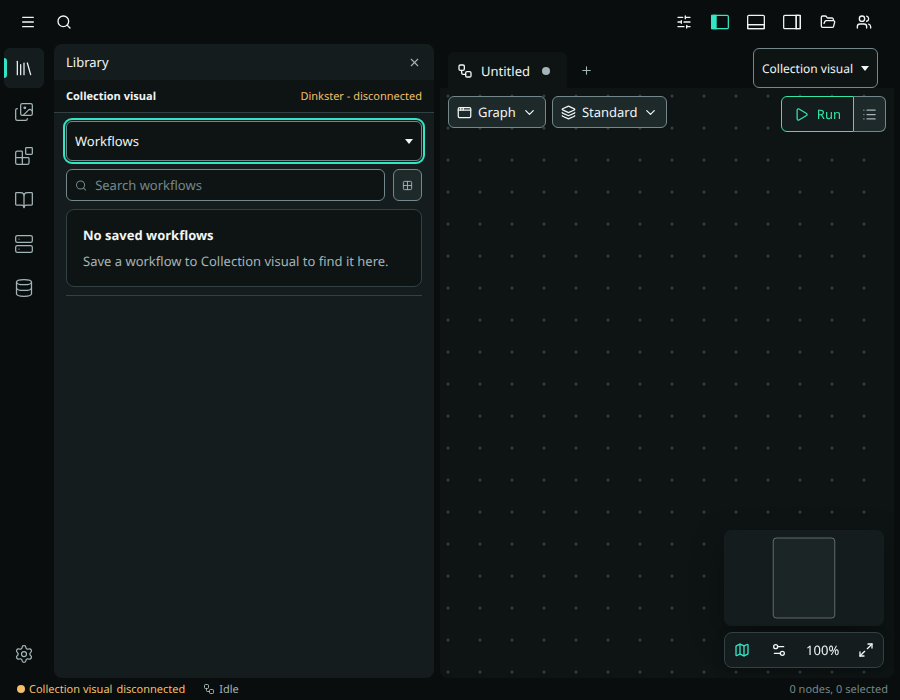 Library
Untitled
Collection visual
Collection visual
Dinkster - disconnected
Graph
Standard
Run
Workflows
Search workflows
No saved workflows
Save a workflow to Collection visual to find it here.
100%
Collection visual disconnected
Idle
0 nodes, 0 selected